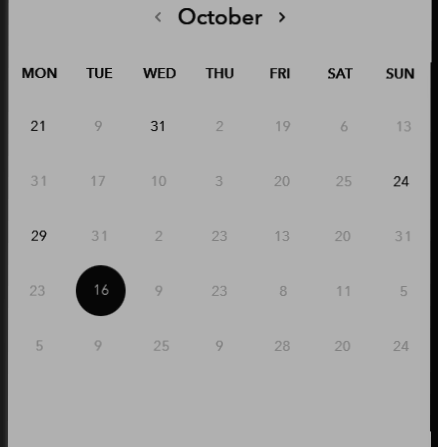 ‹ October ›
MON TUE WED THU FRI SAT SUN
21 9 31 2 19 6 13
31 17 10 3 20 25 24
29 31 2 23 13 20 31
23 16 9 23 8 11 5
5 9 25 9 28 20 24